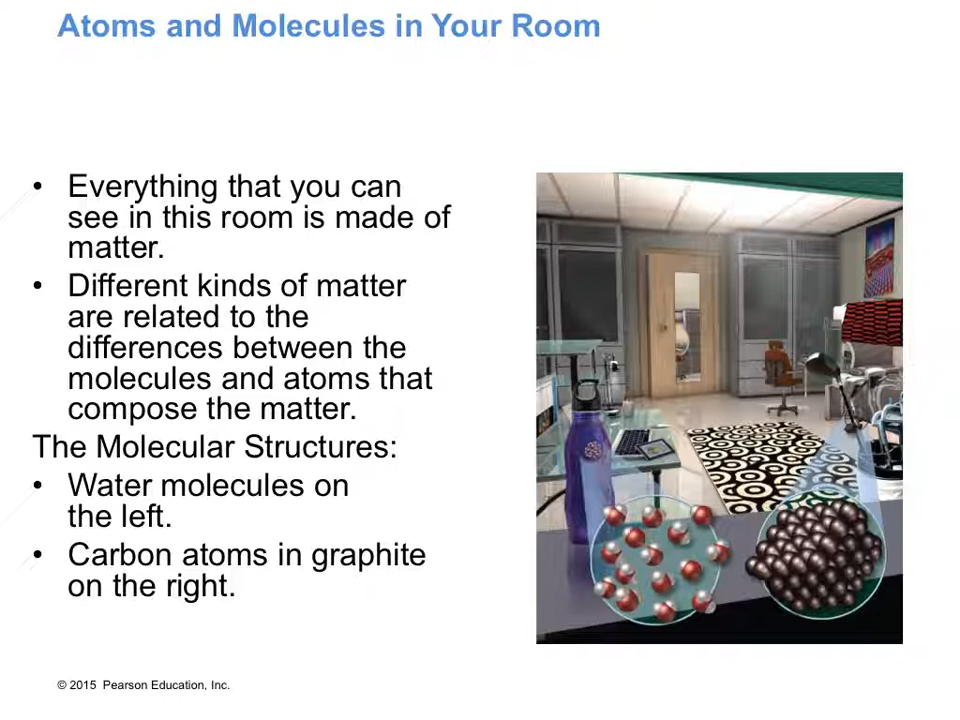 Atoms and Molecules in Your Room
• Everything that you can
see in this room is made of
matter.
• Different kinds of matter
are related to the
differences between the
molecules and atoms that
compose the matter.
The Molecular Structures:
• Water molecules on
the left.
• Carbon atoms in graphite
on the right.
© 2015 Pearson Education, Inc.